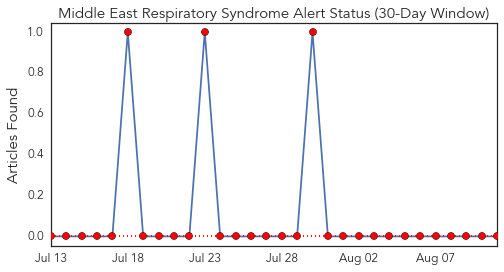 Middle East Respiratory Syndrome Alert Status (30-Day Window)
Articles Found
1.0
0.8
0.6
0.4
0.2
0.0
Jul 13 Jul 18 Jul 23 Jul 28 Aug 02 Aug 07